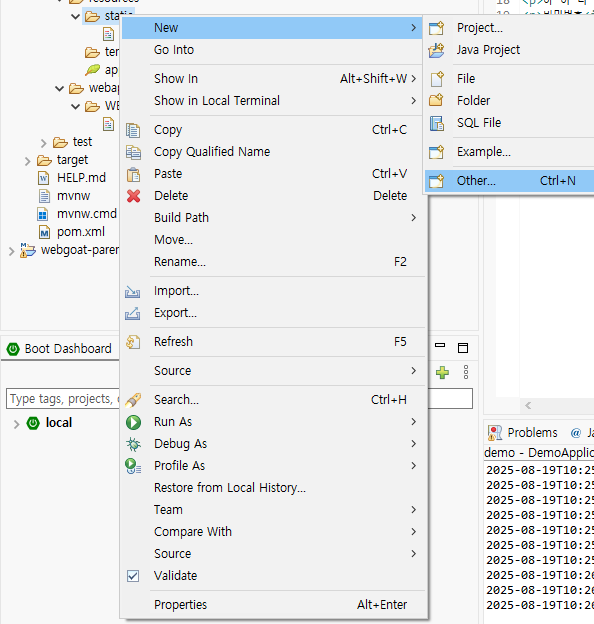 resources
static
New
Go Into
Show In Alt+Shift+W
Show in Local Terminal
Copy Ctrl+C
Copy Qualified Name
Paste Ctrl+V
Delete Delete
Build Path
Move...
Rename... F2
Import...
Export...
Refresh F5
Source
Search... Ctrl+H
Run As
Debug As
Profile As
Restore from Local History...
Team
Compare With
Source
Validate
Properties Alt+Enter
Project...
Java Project
File
Folder
SQL File
Example...
Other... Ctrl+N
ter
ap
webap
WE
test
target
HELP.md
mvnw
mvnw.cmd
pom.xml
webgoat-paren
Boot Dashboard
Type tags, projects,
local
18
Problems @ Ja
demo - DemoApplic
2025-08-19T10:25
2025-08-19T10:25
2025-08-19T10:25
2025-08-19T10:25
2025-08-19T10:25
2025-08-19T10:25
2025-08-19T10:25
2025-08-19T10:26
2025-08-19T10:26
2025-08-19T10:26